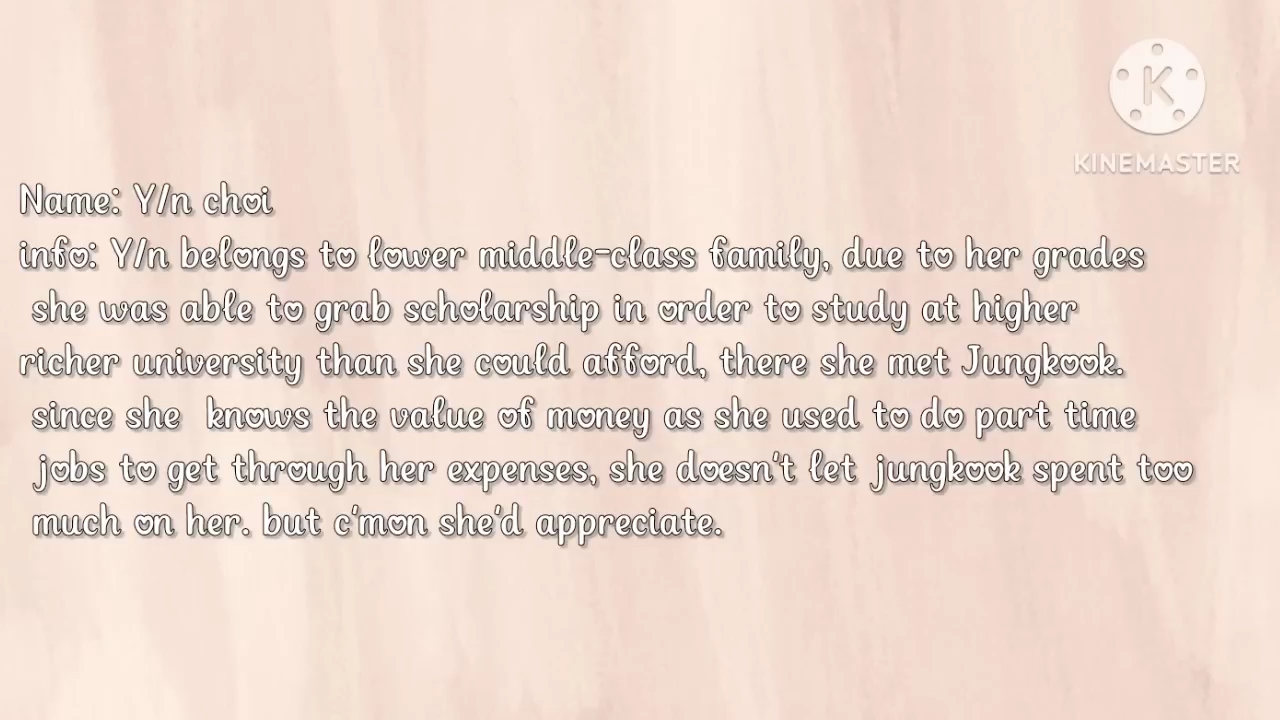 KINEMASTER
Name: Y/n choi
info: Y/n belongs to lower middle-class family, due to her grades
she was able to grab scholarship in order to study at higher
richer university than she could afford, there she met Jungkook.
since she knows the value of money as she used to do part time
jobs to get through her expenses, she doesn't let jungkook spent too
much on her. but c'mon she'd appreciate.